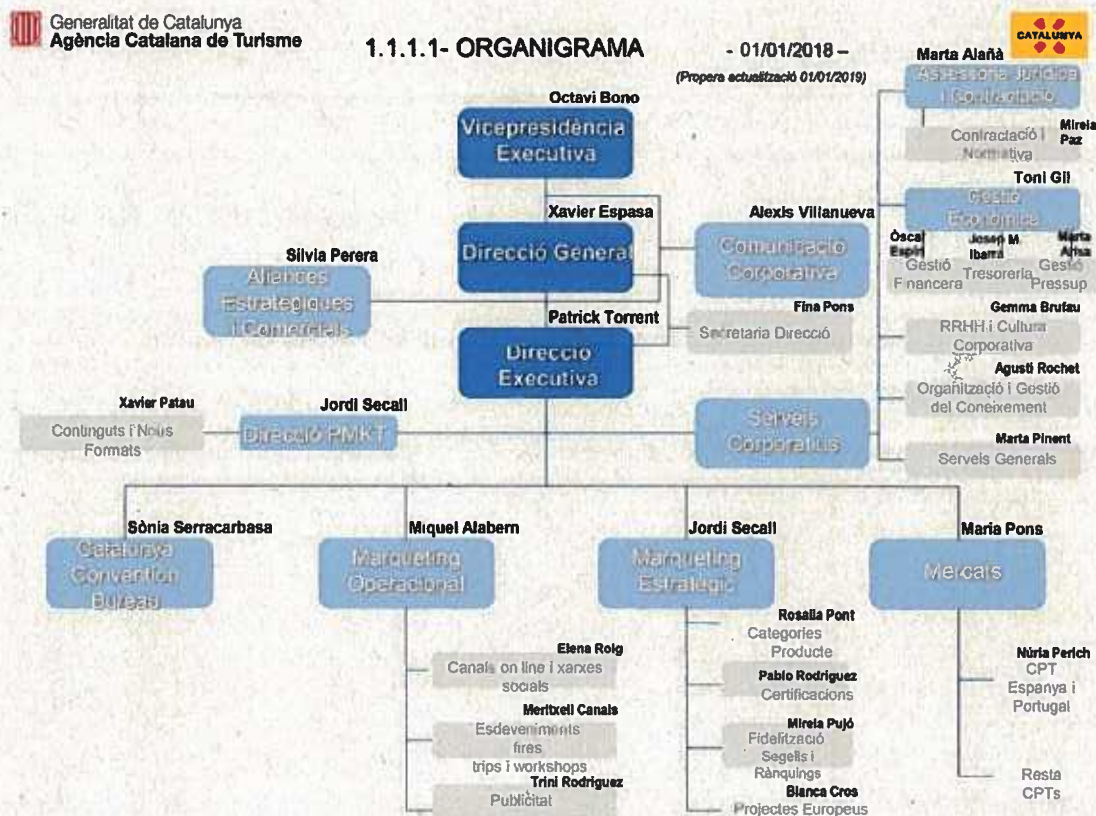 Generalitat de Catalunya
Agència Catalana de Turisme
1.1.1.1- ORGANIGRAMA
- 01/01/2018 –
(Propera actualització 01/01/2019)
CATALUNYA
Octavi Bono
Vicepresidència
Executiva
Marta Alañà
Assessoria Jurídica
i Contractació
Contractació i
Normativa
Mireia
Paz
Xavier Espasa
Direcció General
Alexis Villanueva
Comunicació
Corporativa
Toni Gil
Gestió
Econòmica
Òscar
Espín
Gestió
Financera
Josep M
Ibarra
Tresoreria
Marta
Arisa
Gestió
Pressup
Silvia Perera
Aliances
Estratègiques
i Comercials
Fina Pons
Secretaria Direcció
Patrick Torrent
Direcció
Executiva
Gemma Brufau
RRHH i Cultura
Corporativa
Agustí Rochet
Organització i Gestió
del Coneixement
Xavier Patau
Continguts i Nous
Formats
Jordi Secall
Direcció PMKT
Serveis
Corporatius
Marta Pinent
Serveis Generals
Sònia Serracarbasa
Catalunya
Convention
Bureau
Miquel Alabern
Màrqueting
Operacional
Jordi Secall
Màrqueting
Estratègic
Maria Pons
Mercats
Elena Roig
Canals on line i xarxes
socials
Meritxell Canals
Esdeveniments
fires
trips i workshops
Trini Rodriguez
Publicitat
Rosalia Pont
Categories
Producte
Pablo Rodriguez
Certificacions
Mireia Pujó
Fidelització
Segells i
Rànquings
Blanca Cros
Projectes Europeus
Núria Perich
CPT
Espanya i
Portugal
Resta
CPTs